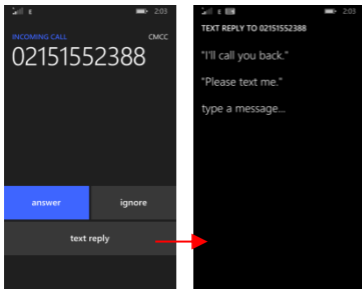 2:03
INCOMING CALL CMCC
02151552388
answer ignore
text reply
2:03
TEXT REPLY TO 02151552388
"I'll call you back."
"Please text me."
type a message...